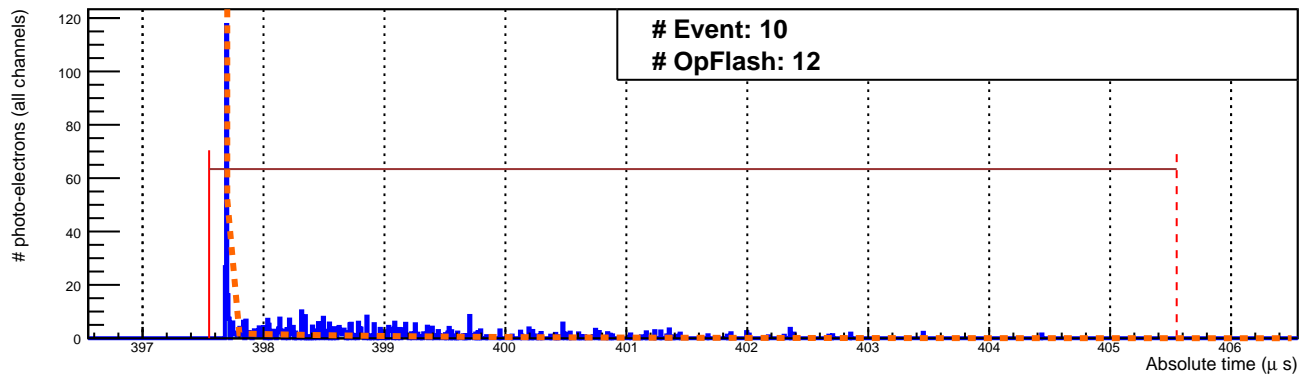 # Event: 10
# OpFlash: 12
# photo-electrons (all channels)
120
100
80
60
40
20
0
397 398 399 400 401 402 403 404 405 406
Absolute time (μ s)